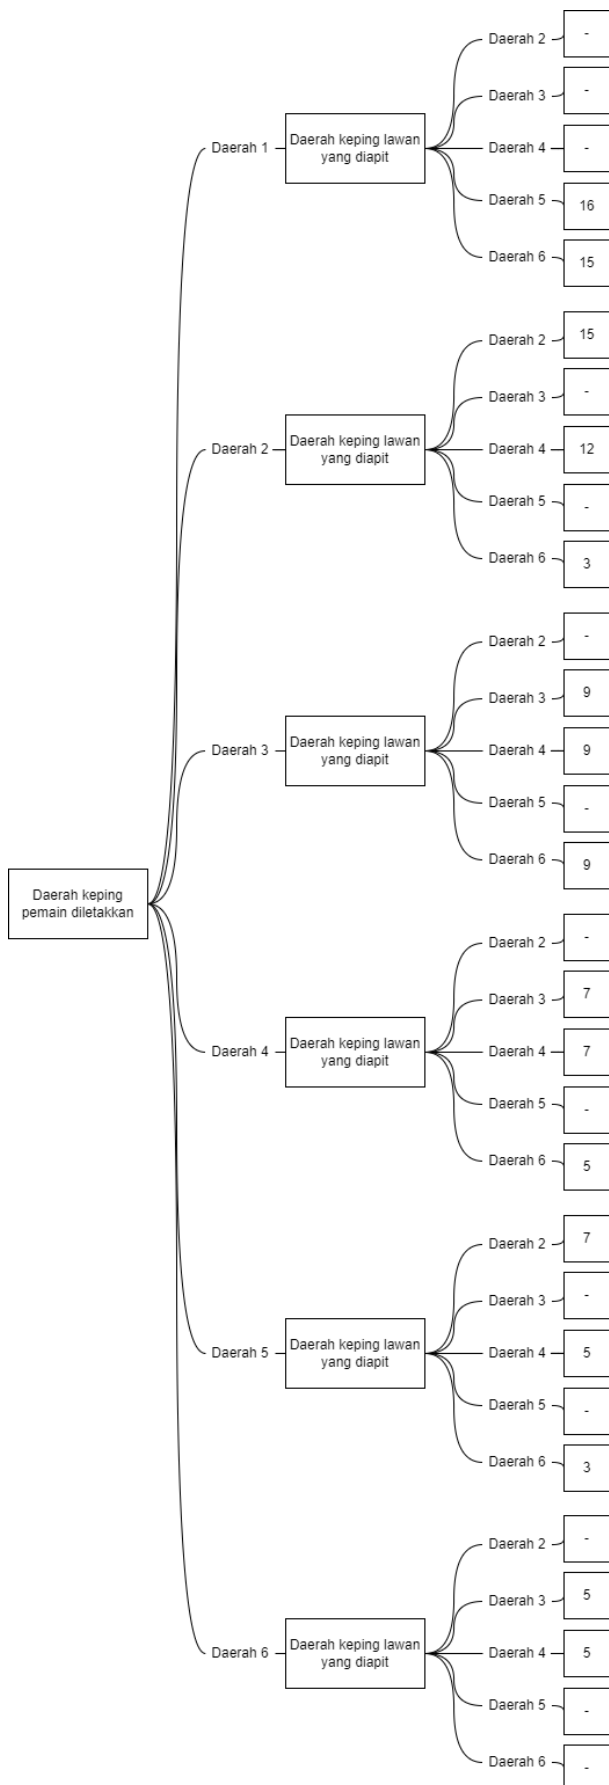 Daerah keping
pemain diletakkan
Daerah 1
Daerah keping lawan
yang diapit
Daerah 2 -
Daerah 3 -
Daerah 4 -
Daerah 5 16
Daerah 6 15
Daerah 2
Daerah keping lawan
yang diapit
Daerah 2 15
Daerah 3 -
Daerah 4 12
Daerah 5 -
Daerah 6 3
Daerah 3
Daerah keping lawan
yang diapit
Daerah 2 -
Daerah 3 9
Daerah 4 9
Daerah 5 -
Daerah 6 9
Daerah 4
Daerah keping lawan
yang diapit
Daerah 2 -
Daerah 3 7
Daerah 4 7
Daerah 5 -
Daerah 6 5
Daerah 5
Daerah keping lawan
yang diapit
Daerah 2 7
Daerah 3 -
Daerah 4 5
Daerah 5 -
Daerah 6 3
Daerah 6
Daerah keping lawan
yang diapit
Daerah 2 -
Daerah 3 5
Daerah 4 5
Daerah 5 -
Daerah 6 -